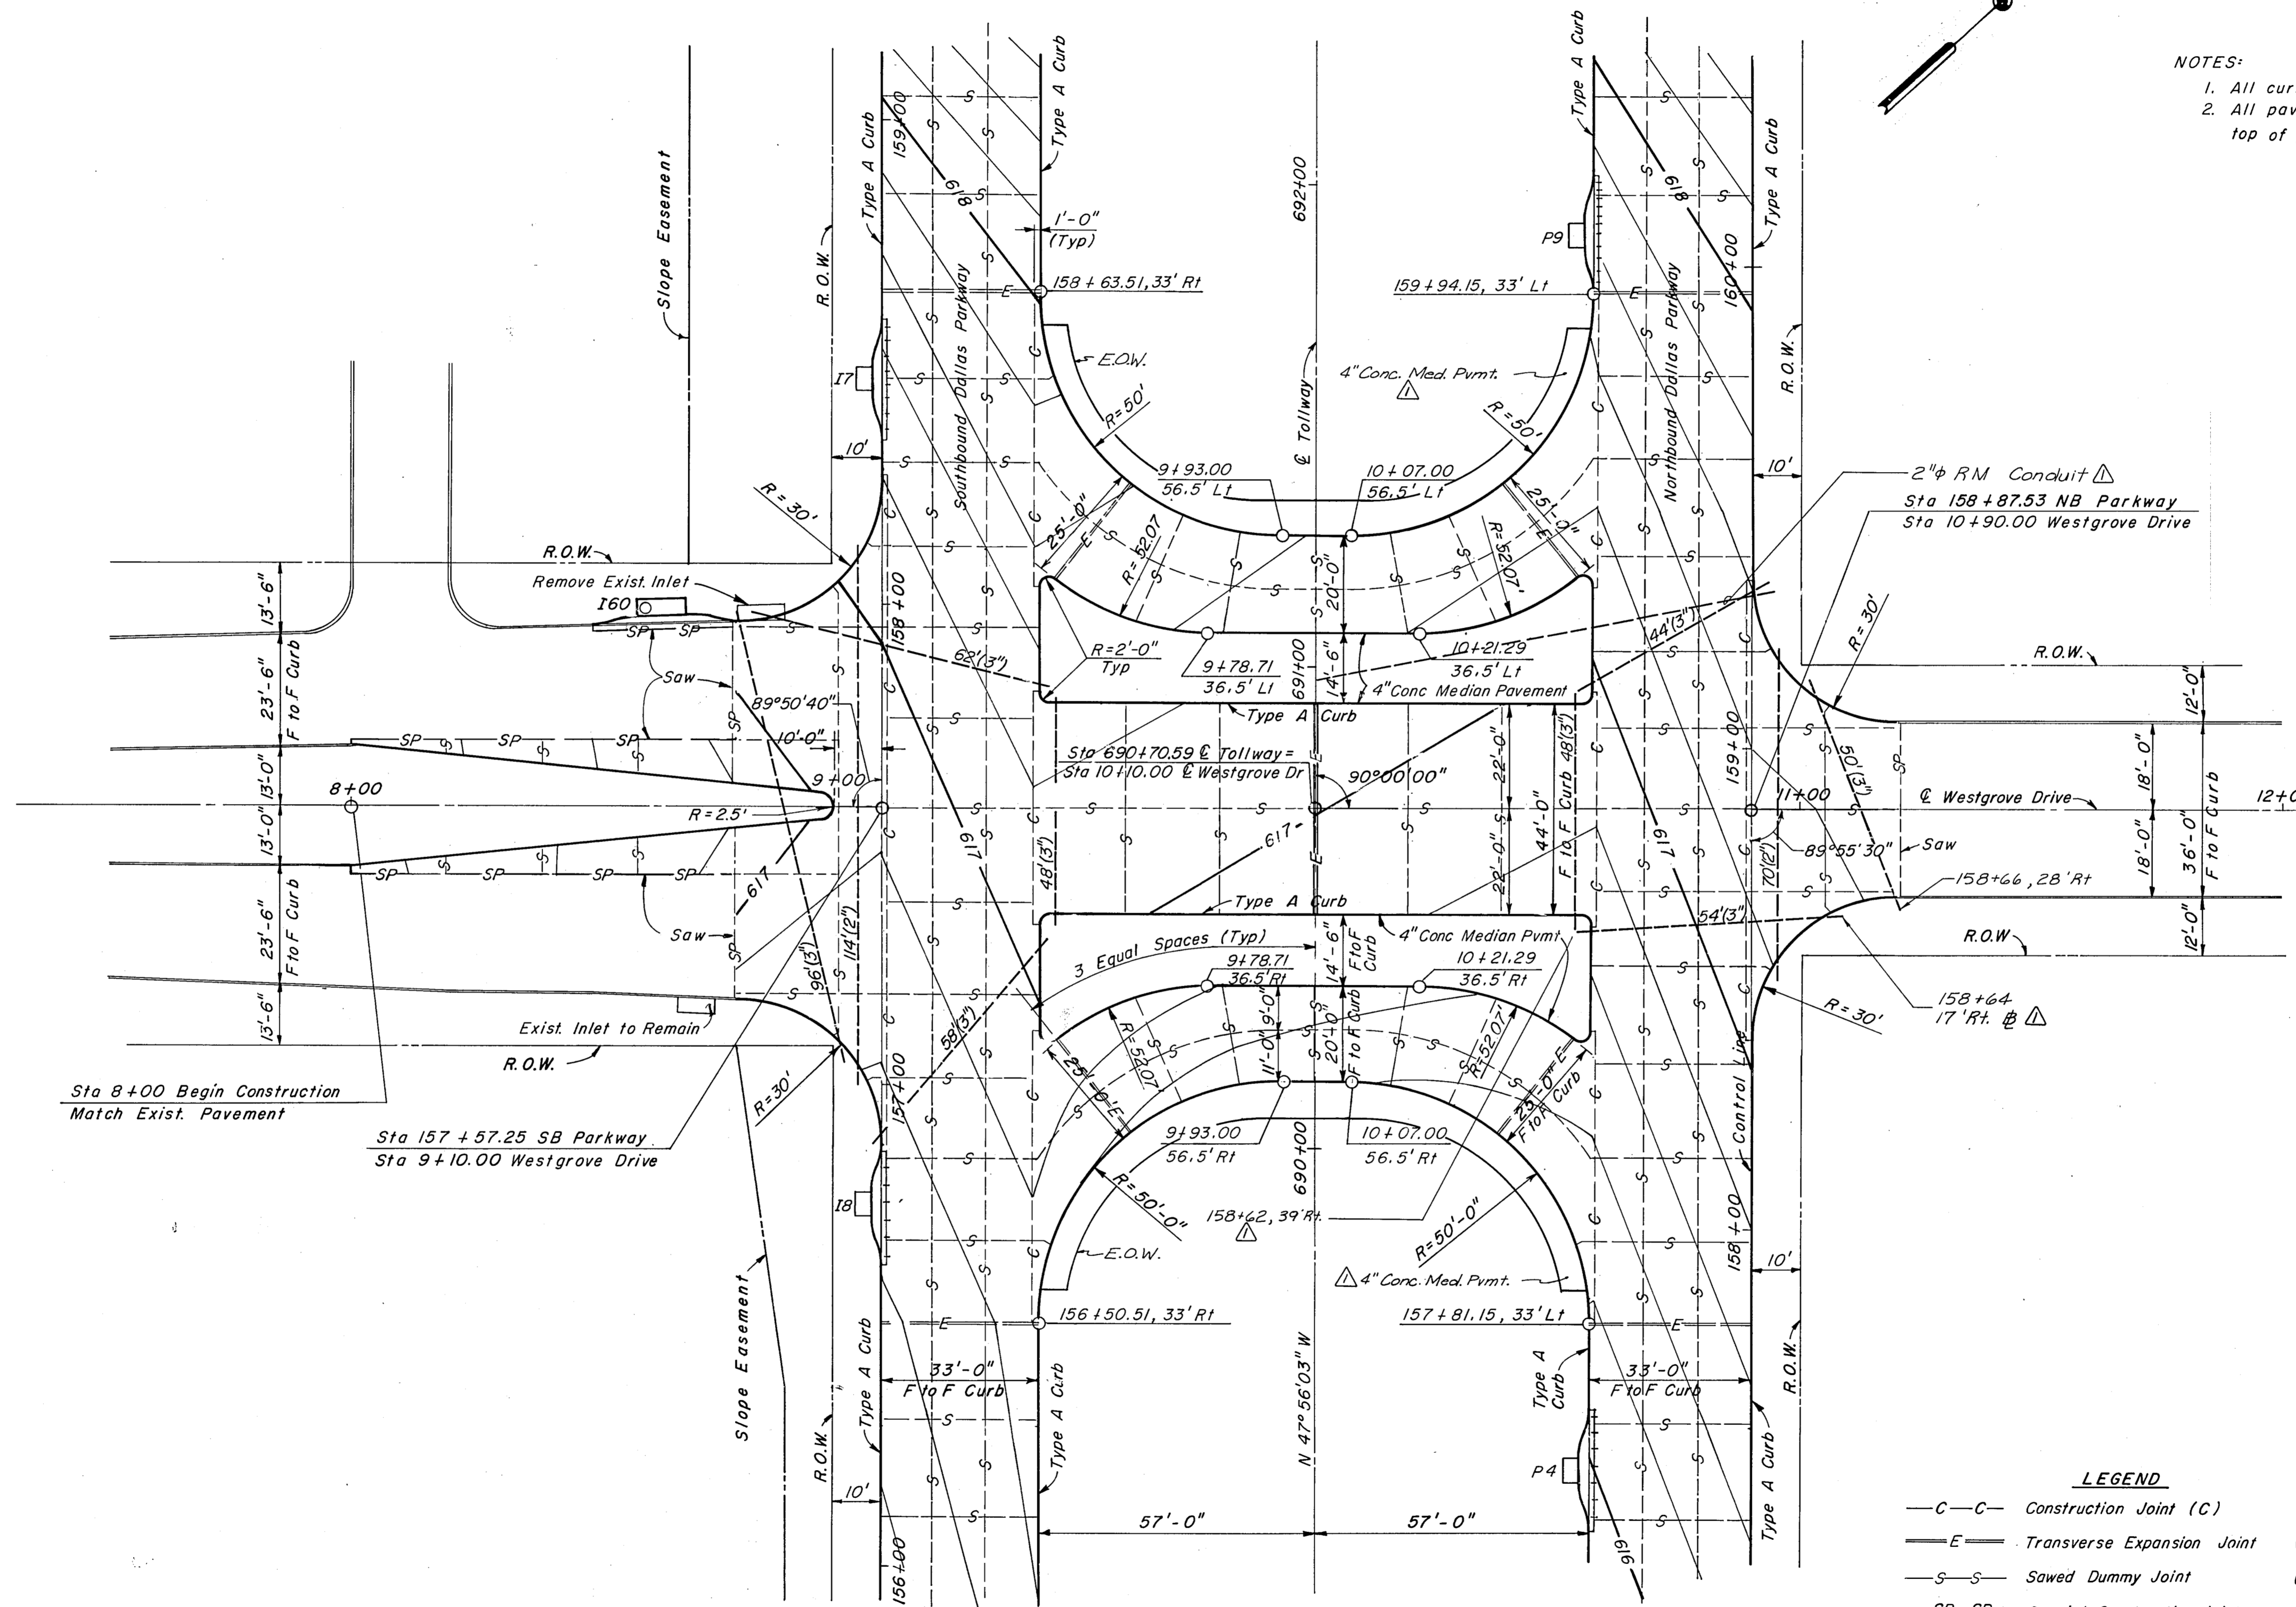 NOTES:
1. All cur
2. All pav
top of
Slope Easement
R.O.W.
Type A Curb
159+00
618
Southbound Dallas Parkway
Type A Curb
1'-0"
(Typ)
158 + 63.51, 33' Rt
692+00
159+94.15, 33' Lt
Type A Curb
P9
618
Northbound Dallas Parkway
160+00
Type A Curb
R.O.W.
I7
10'
E.O.W.
R=50'
4" Conc. Med. Pvmt.
1
R=50'
℄ Tollway
9+93.00
56.5' Lt
10+07.00
56.5' Lt
10'
2"φ RM Conduit 1
Sta 158+87.53 NB Parkway
Sta 10+90.00 Westgrove Drive
R=30'
25'-0"
R=52.07
20'-0"
R=52.07'
25'-0"
R.O.W.
Remove Exist. Inlet
I60
13'-6"
23'-6"
F to F Curb
Saw
62'(3")
158+00
R=2'-0"
Typ
9+78.71
36.5' Lt
691+00
14'-6"
10+21.29
36.5' Lt
4" Conc Median Pavement
Type A Curb
44'(3")
R=30'
R.O.W.
12'-0"
89°50'40"
10'-0"
9+00
13'-0"
8+00
R=2.5'
Sta 690+70.59 ℄ Tollway =
Sta 10+10.00 ℄ Westgrove Dr
90°00'00"
22'-0"
48'(3")
44'-0"
F to F Curb
159+00
50'(3")
11+00
℄ Westgrove Drive
18'-0"
36'-0"
F to F Curb
13'-0"
617
617
617
617
48'(3")
22'-0"
70'(2")
89°55'30"
Saw
158+66, 28' Rt
18'-0"
12'-0"
23'-6"
F to F Curb
Saw
96'(3")
114'(2")
Type A Curb
3 Equal Spaces (Typ)
14'-6"
F to F
Curb
4" Conc Median Pvmt
54'(3")
R.O.W
9+78.71
36.5' Rt
10+21.29
36.5' Rt
13'-6"
Exist. Inlet to Remain
R.O.W.
58'(3")
R=52.07'
9'-0"
11'-0"
20'-0"
F to F Curb
R=52.07'
R=30'
158+64
17' Rt. ℄ 1
Sta 8+00 Begin Construction
Match Exist. Pavement
R=30'
157+00
25'-0"
25'-0"
F to F Curb
Control Line
Sta 157 + 57.25 SB Parkway
Sta 9+10.00 Westgrove Drive
9+93.00
56.5' Rt
690+00
10+07.00
56.5' Rt
I8
R=50'-0"
158+62, 39' Rt.
1
R=50'-0"
158+00
10'
Slope Easement
E.O.W.
1 4" Conc. Med. Pvmt.
156+50.51, 33' Rt
157+81.15, 33' Lt
33'-0"
F to F Curb
Type A Curb
Type A Curb
N 47°56'03" W
Type A
Curb
33'-0"
F to F Curb
R.O.W.
R.O.W.
10'
156+00
57'-0"
57'-0"
P4
619
Type A Curb
LEGEND
C C Construction Joint (C)
E Transverse Expansion Joint
S S Sawed Dummy Joint